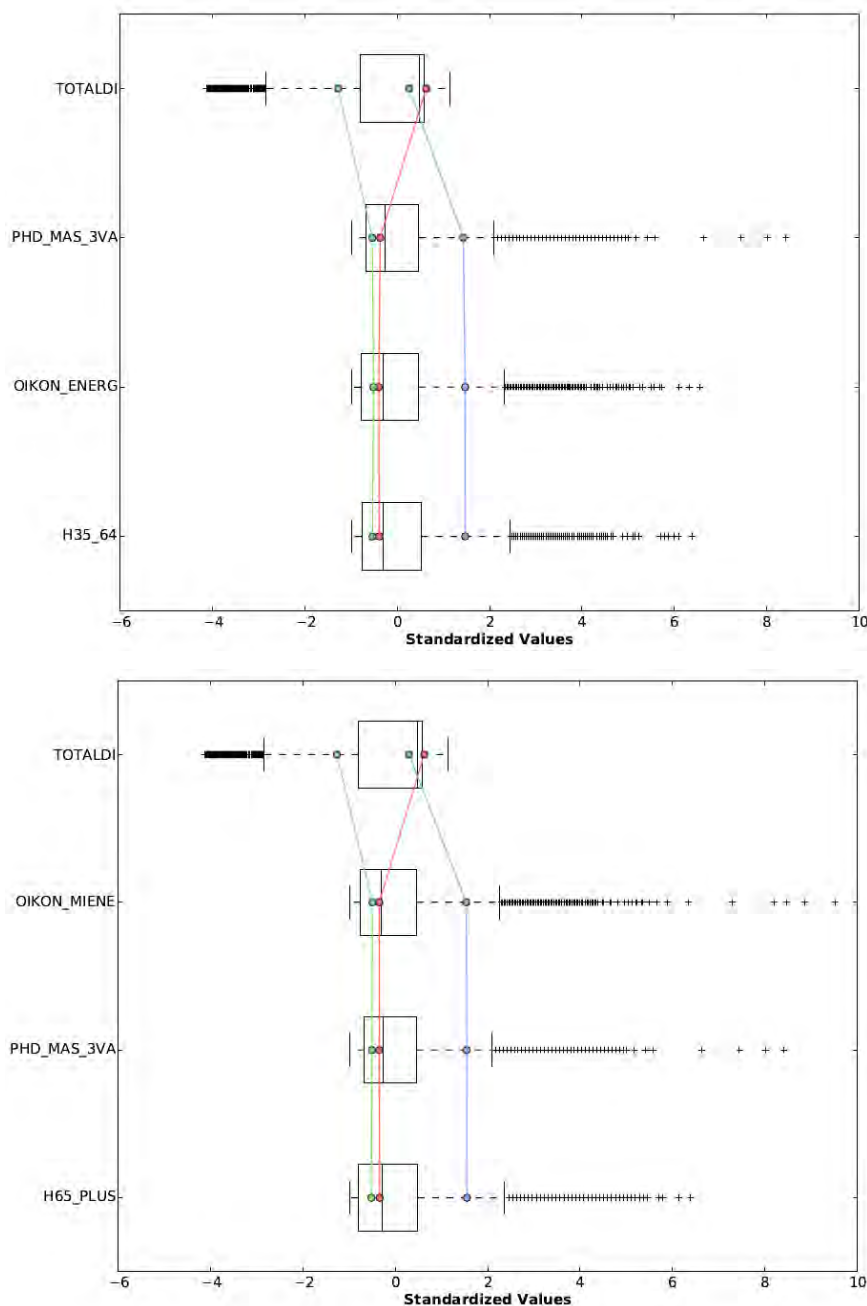 TOTALDI
PHD_MAS_3VA
OIKON_ENERG
H35_64
−6 −4 −2 0 2 4 6 8 10
Standardized Values
TOTALDI
OIKON_MIENE
PHD_MAS_3VA
H65_PLUS
−6 −4 −2 0 2 4 6 8 10
Standardized Values